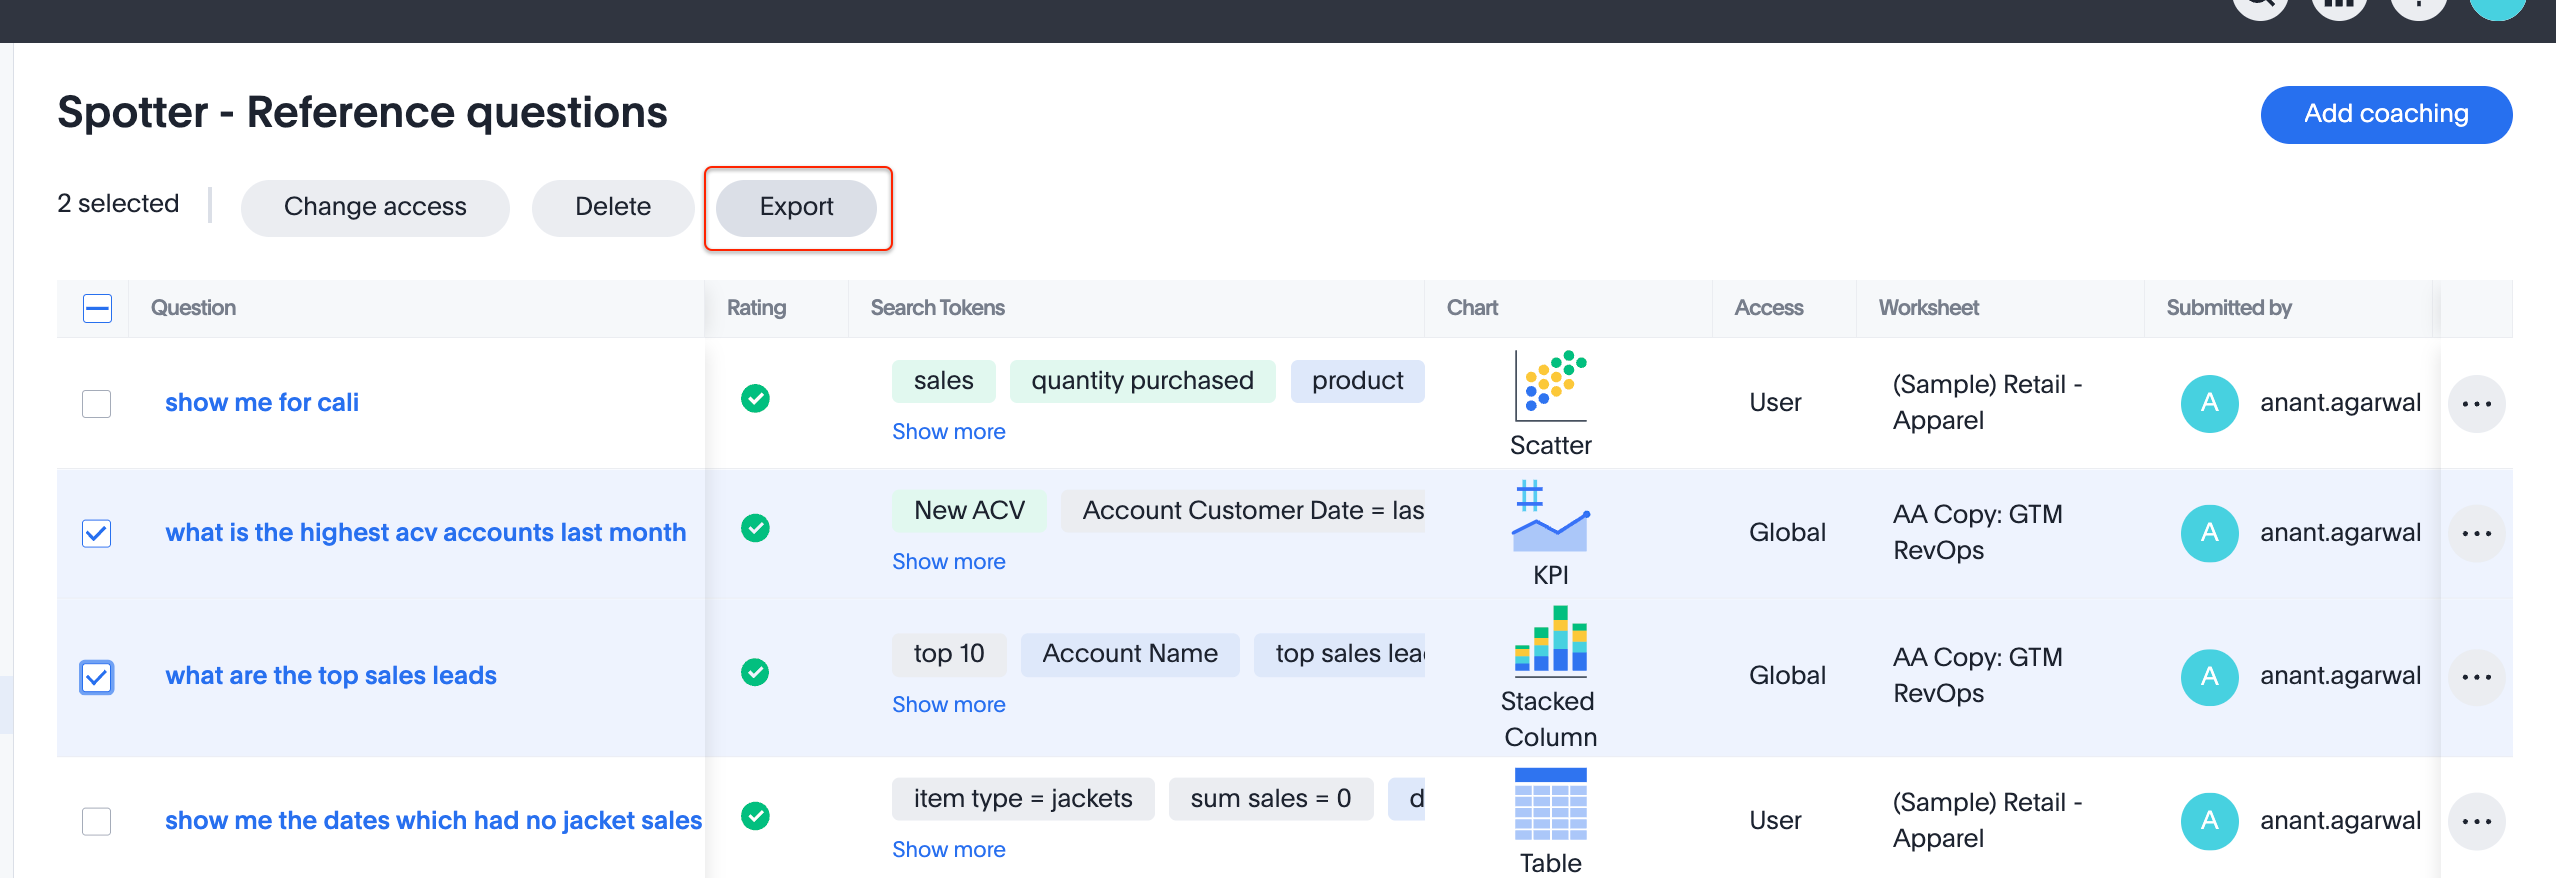 Spotter - Reference questions
Add coaching
2 selected
Change access
Delete
Export
Question
Rating
Search Tokens
Chart
Access
Worksheet
Submitted by
show me for cali
sales
quantity purchased
product
Show more
Scatter
User
(Sample) Retail -
Apparel
A
anant.agarwal
what is the highest acv accounts last month
New ACV
Account Customer Date = las
Show more
KPI
Global
AA Copy: GTM
RevOps
A
anant.agarwal
what are the top sales leads
top 10
Account Name
top sales lea
Show more
Stacked
Column
Global
AA Copy: GTM
RevOps
A
anant.agarwal
show me the dates which had no jacket sales
item type = jackets
sum sales = 0
d
Show more
Table
User
(Sample) Retail -
Apparel
A
anant.agarwal